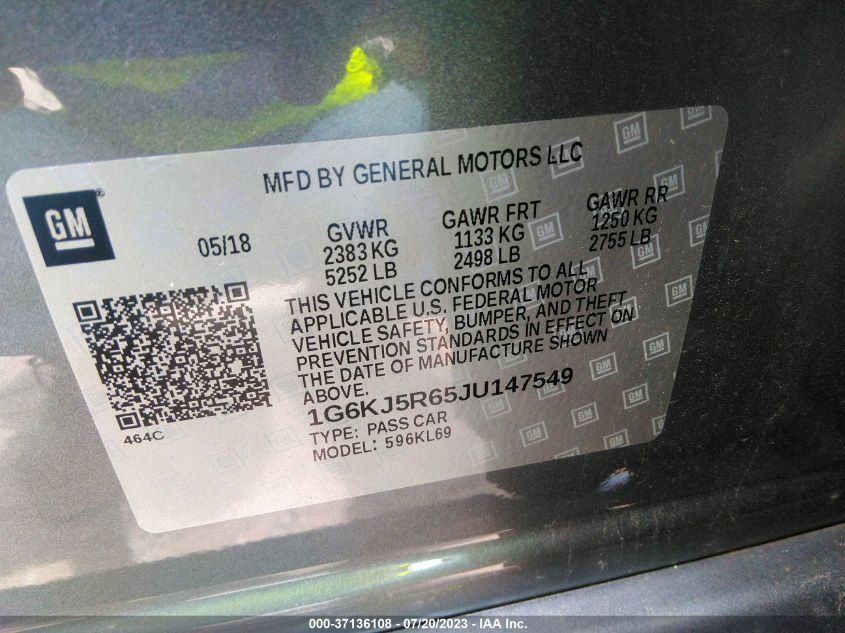 MFD BY GENERAL MOTORS LLC
GM®
05/18
GVWR
2383 KG
5252 LB
GAWR FRT
1133 KG
2498 LB
GAWR RR
1250 KG
2755 LB
THIS VEHICLE CONFORMS TO ALL
APPLICABLE U.S. FEDERAL MOTOR
VEHICLE SAFETY, BUMPER, AND THEFT
PREVENTION STANDARDS IN EFFECT ON
THE DATE OF MANUFACTURE SHOWN
ABOVE.
1G6KJ5R65JU147549
TYPE: PASS CAR
MODEL: 596KL69
464C
000-37136108 - 07/20/2023 - IAA Inc.